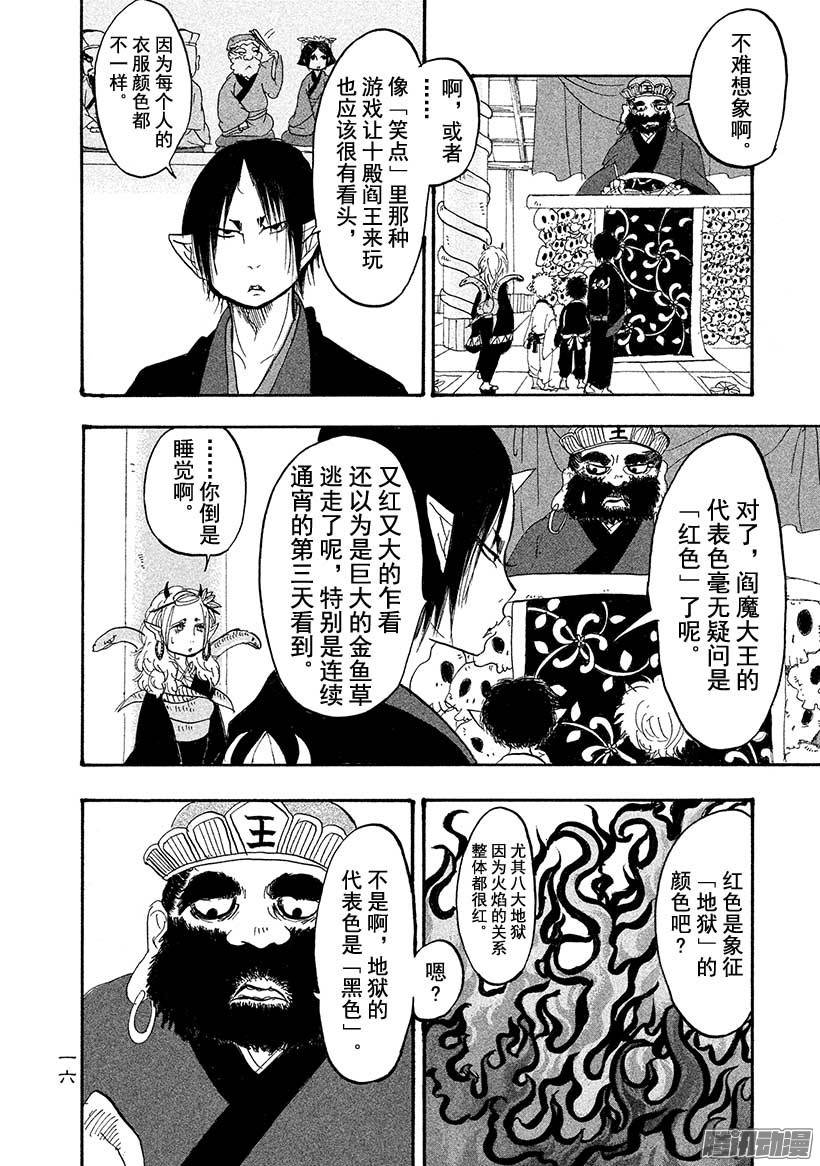 不难想象啊。
啊，或者
……
像「笑点」里那种
游戏让十殿阎王来玩
也应该很有看头，
因为每个人的
衣服颜色都
不一样。
王
对了，阎魔大王的
代表色毫无疑问是
「红色」了呢。
又红又大的乍看
还以为是巨大的金鱼草
逃走了呢，特别是连续
通宵的第三天看到。
……你倒是
睡觉啊。
红色是象征
「地狱」的
颜色吧？
尤其八大地狱
因为火焰的关系
整体都很红。
嗯？
王
不是啊，地狱的
代表色是「黑色」。
一六
腾讯动漫